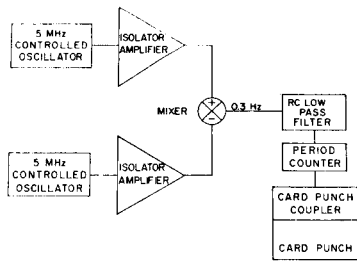 5 MHz
CONTROLLED
OSCILLATOR
ISOLATOR
AMPLIFIER
MIXER
+
−
0.3 Hz
RC LOW
PASS
FILTER
PERIOD
COUNTER
CARD PUNCH
COUPLER
CARD PUNCH
5 MHz
CONTROLLED
OSCILLATOR
ISOLATOR
AMPLIFIER